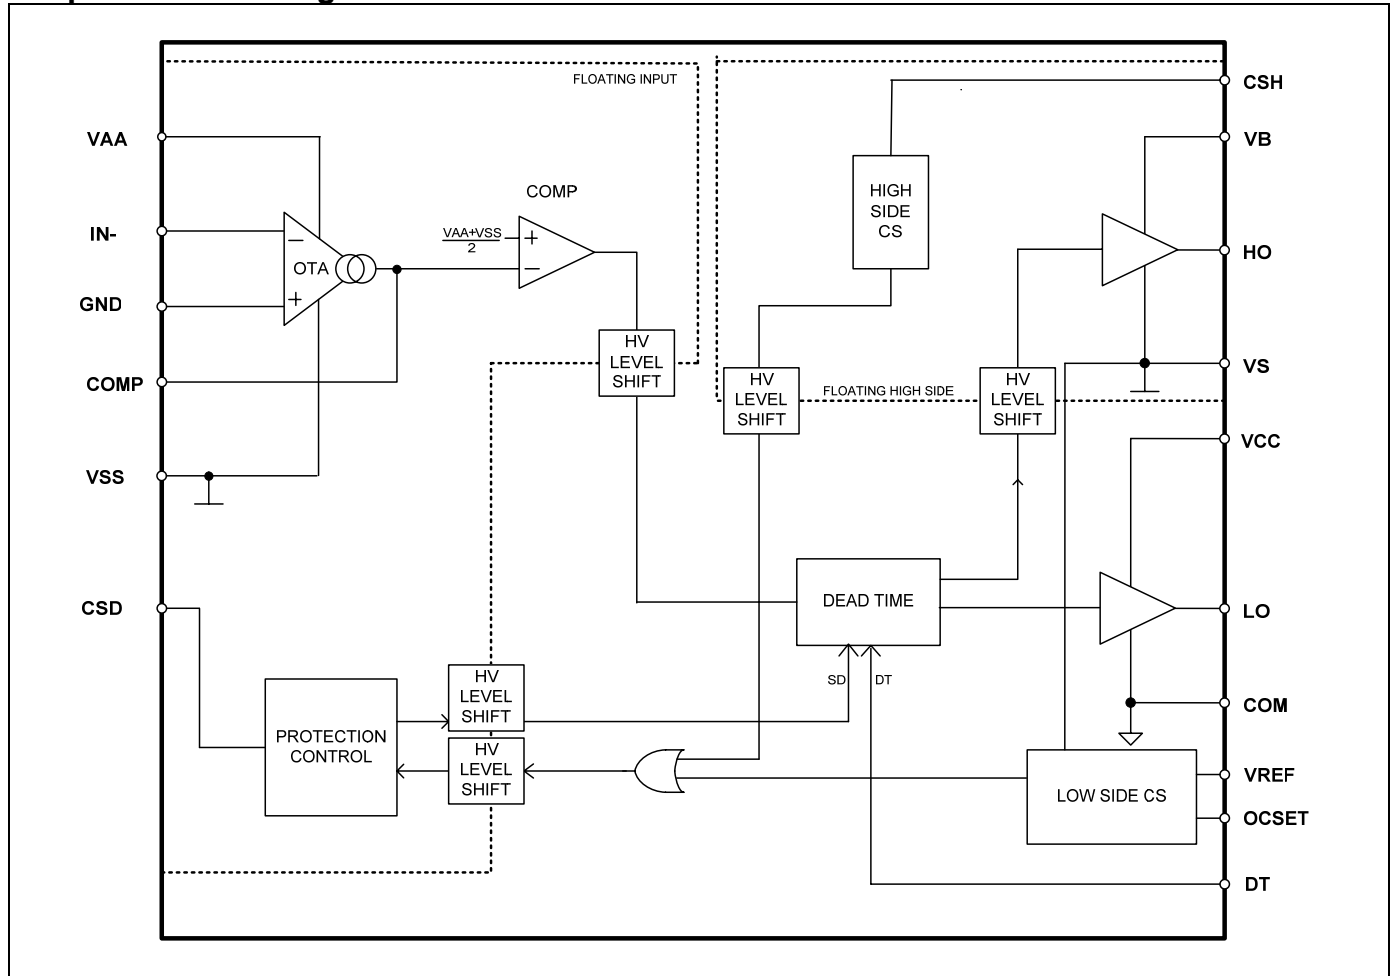 FLOATING INPUT
CSH
VAA
VB
COMP
HIGH
SIDE
CS
IN-
VAA+VSS
2
+
−
−
OTA
+
HO
GND
HV
LEVEL
SHIFT
COMP
HV
LEVEL
SHIFT
FLOATING HIGH SIDE
HV
LEVEL
SHIFT
VS
VCC
VSS
CSD
DEAD TIME
LO
SD
DT
HV
LEVEL
SHIFT
PROTECTION
CONTROL
HV
LEVEL
SHIFT
COM
LOW SIDE CS
VREF
OCSET
DT